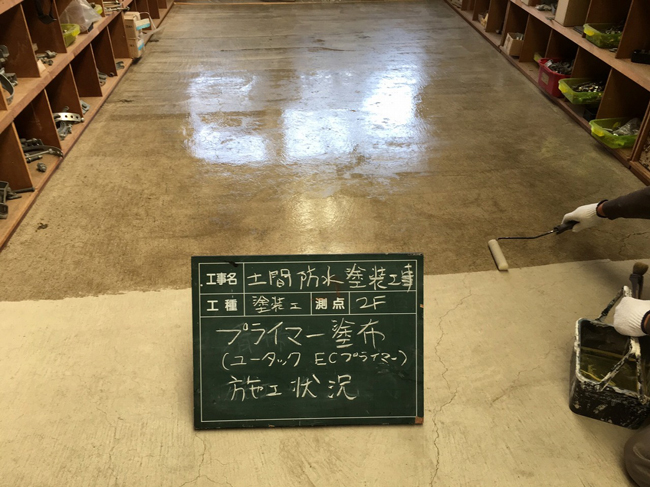 工事名 土間防水塗装工事
工種 塗装工 測点 2F
プライマー塗布
(ユータック ECプライマー)
施工状況